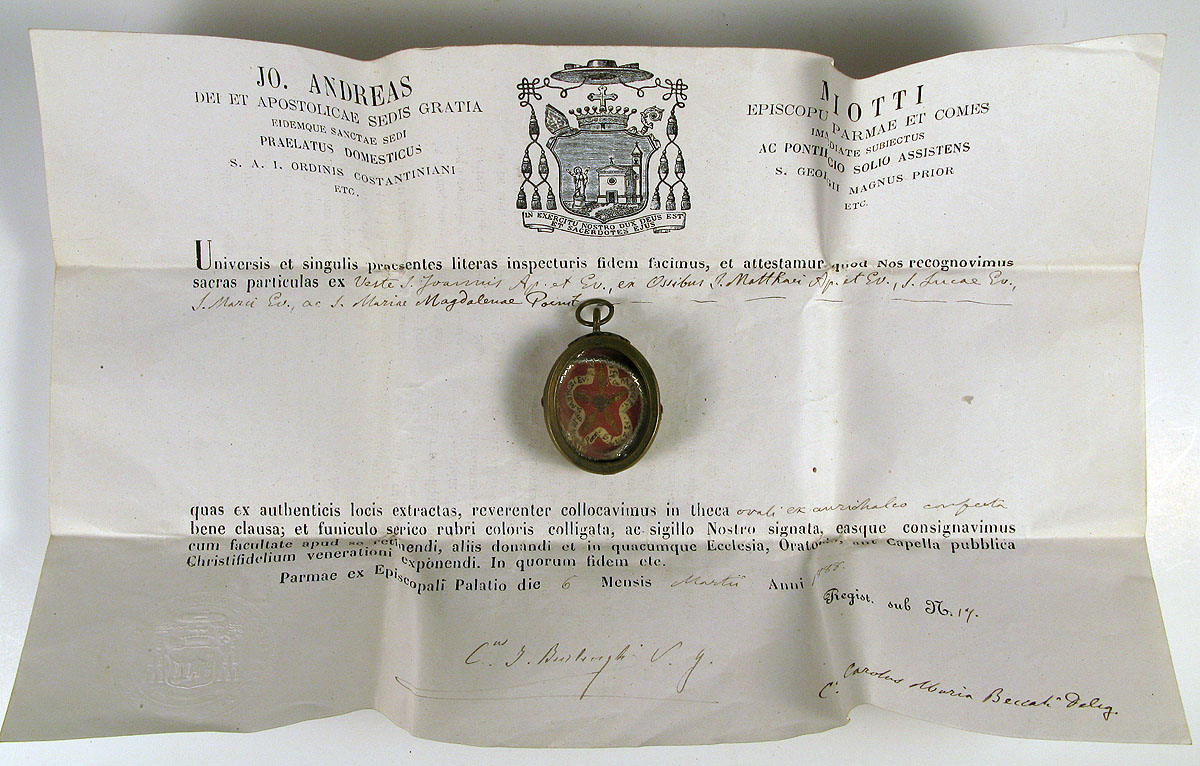 JO. ANDREAS MIOTTI
DEI ET APOSTOLICAE SEDIS GRATIA EPISCOPU PARMAE ET COMES
EIDEMQUE SANCTAE SEDI IMM DIATE SUBIECTUS
PRAELATUS DOMESTICUS AC PONTIFICIO SOLIO ASSISTENS
S. A. I. ORDINIS COSTANTINIANI S. GEORGII MAGNUS PRIOR
ETC. ETC.
IN EXERCITU NOSTRO DUX DEUS EST
ET SACERDOTES EJUS
Universis et singulis praesentes literas inspecturis fidem facimus, et attestamur quod Nos recognovimus
sacras particulas ex Veste S. Joannis Ap. et Ev., ex Ossibus S. Matthaei Ap. et Ev., S. Lucae Ev.,
S. Marci Ev., ac S. Mariae Magdalenae Poenit.
quas ex authenticis locis extractas, reverenter collocavimus in theca ovali ex aurichalco confecta
bene clausa; et funiculo serico rubri coloris colligata, ac sigillo Nostro signata, easque consignavimus
cum facultate apud se retinendi, aliis donandi et in quacumque Ecclesia, Oratorio, aut Capella pubblica
Christifidelium venerationi exponendi. In quorum fidem etc.
Parmae ex Episcopali Palatio die 6 Mensis Martii Anni
Regist. sub N. 17.
V. g.
Carolus Maria Deleg.